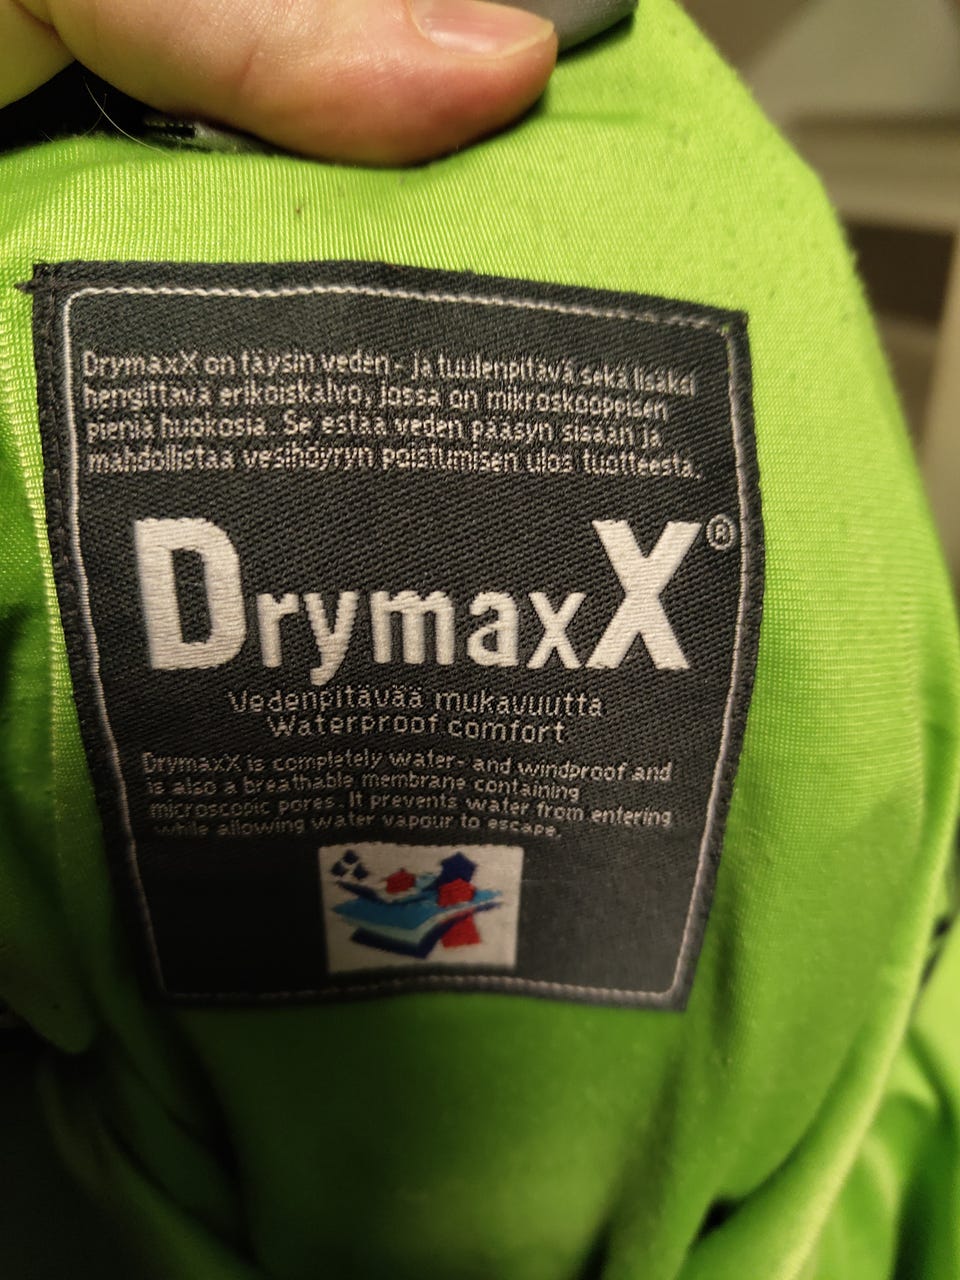 DrymaxX on täysin veden- ja tuulenpitävä sekä lisäksi
hengittävä erikoiskalvo, jossa on mikroskooppisen
pieniä huokosia. Se estää veden pääsyn sisään ja
mahdollistaa vesihöyryn poistumisen ulos tuotteesta.
DrymaxX®
Vedenpitävää mukavuutta
Waterproof comfort
DrymaxX is completely water- and windproof and
is also a breathable membrane containing
microscopic pores. It prevents water from entering
while allowing water vapour to escape.